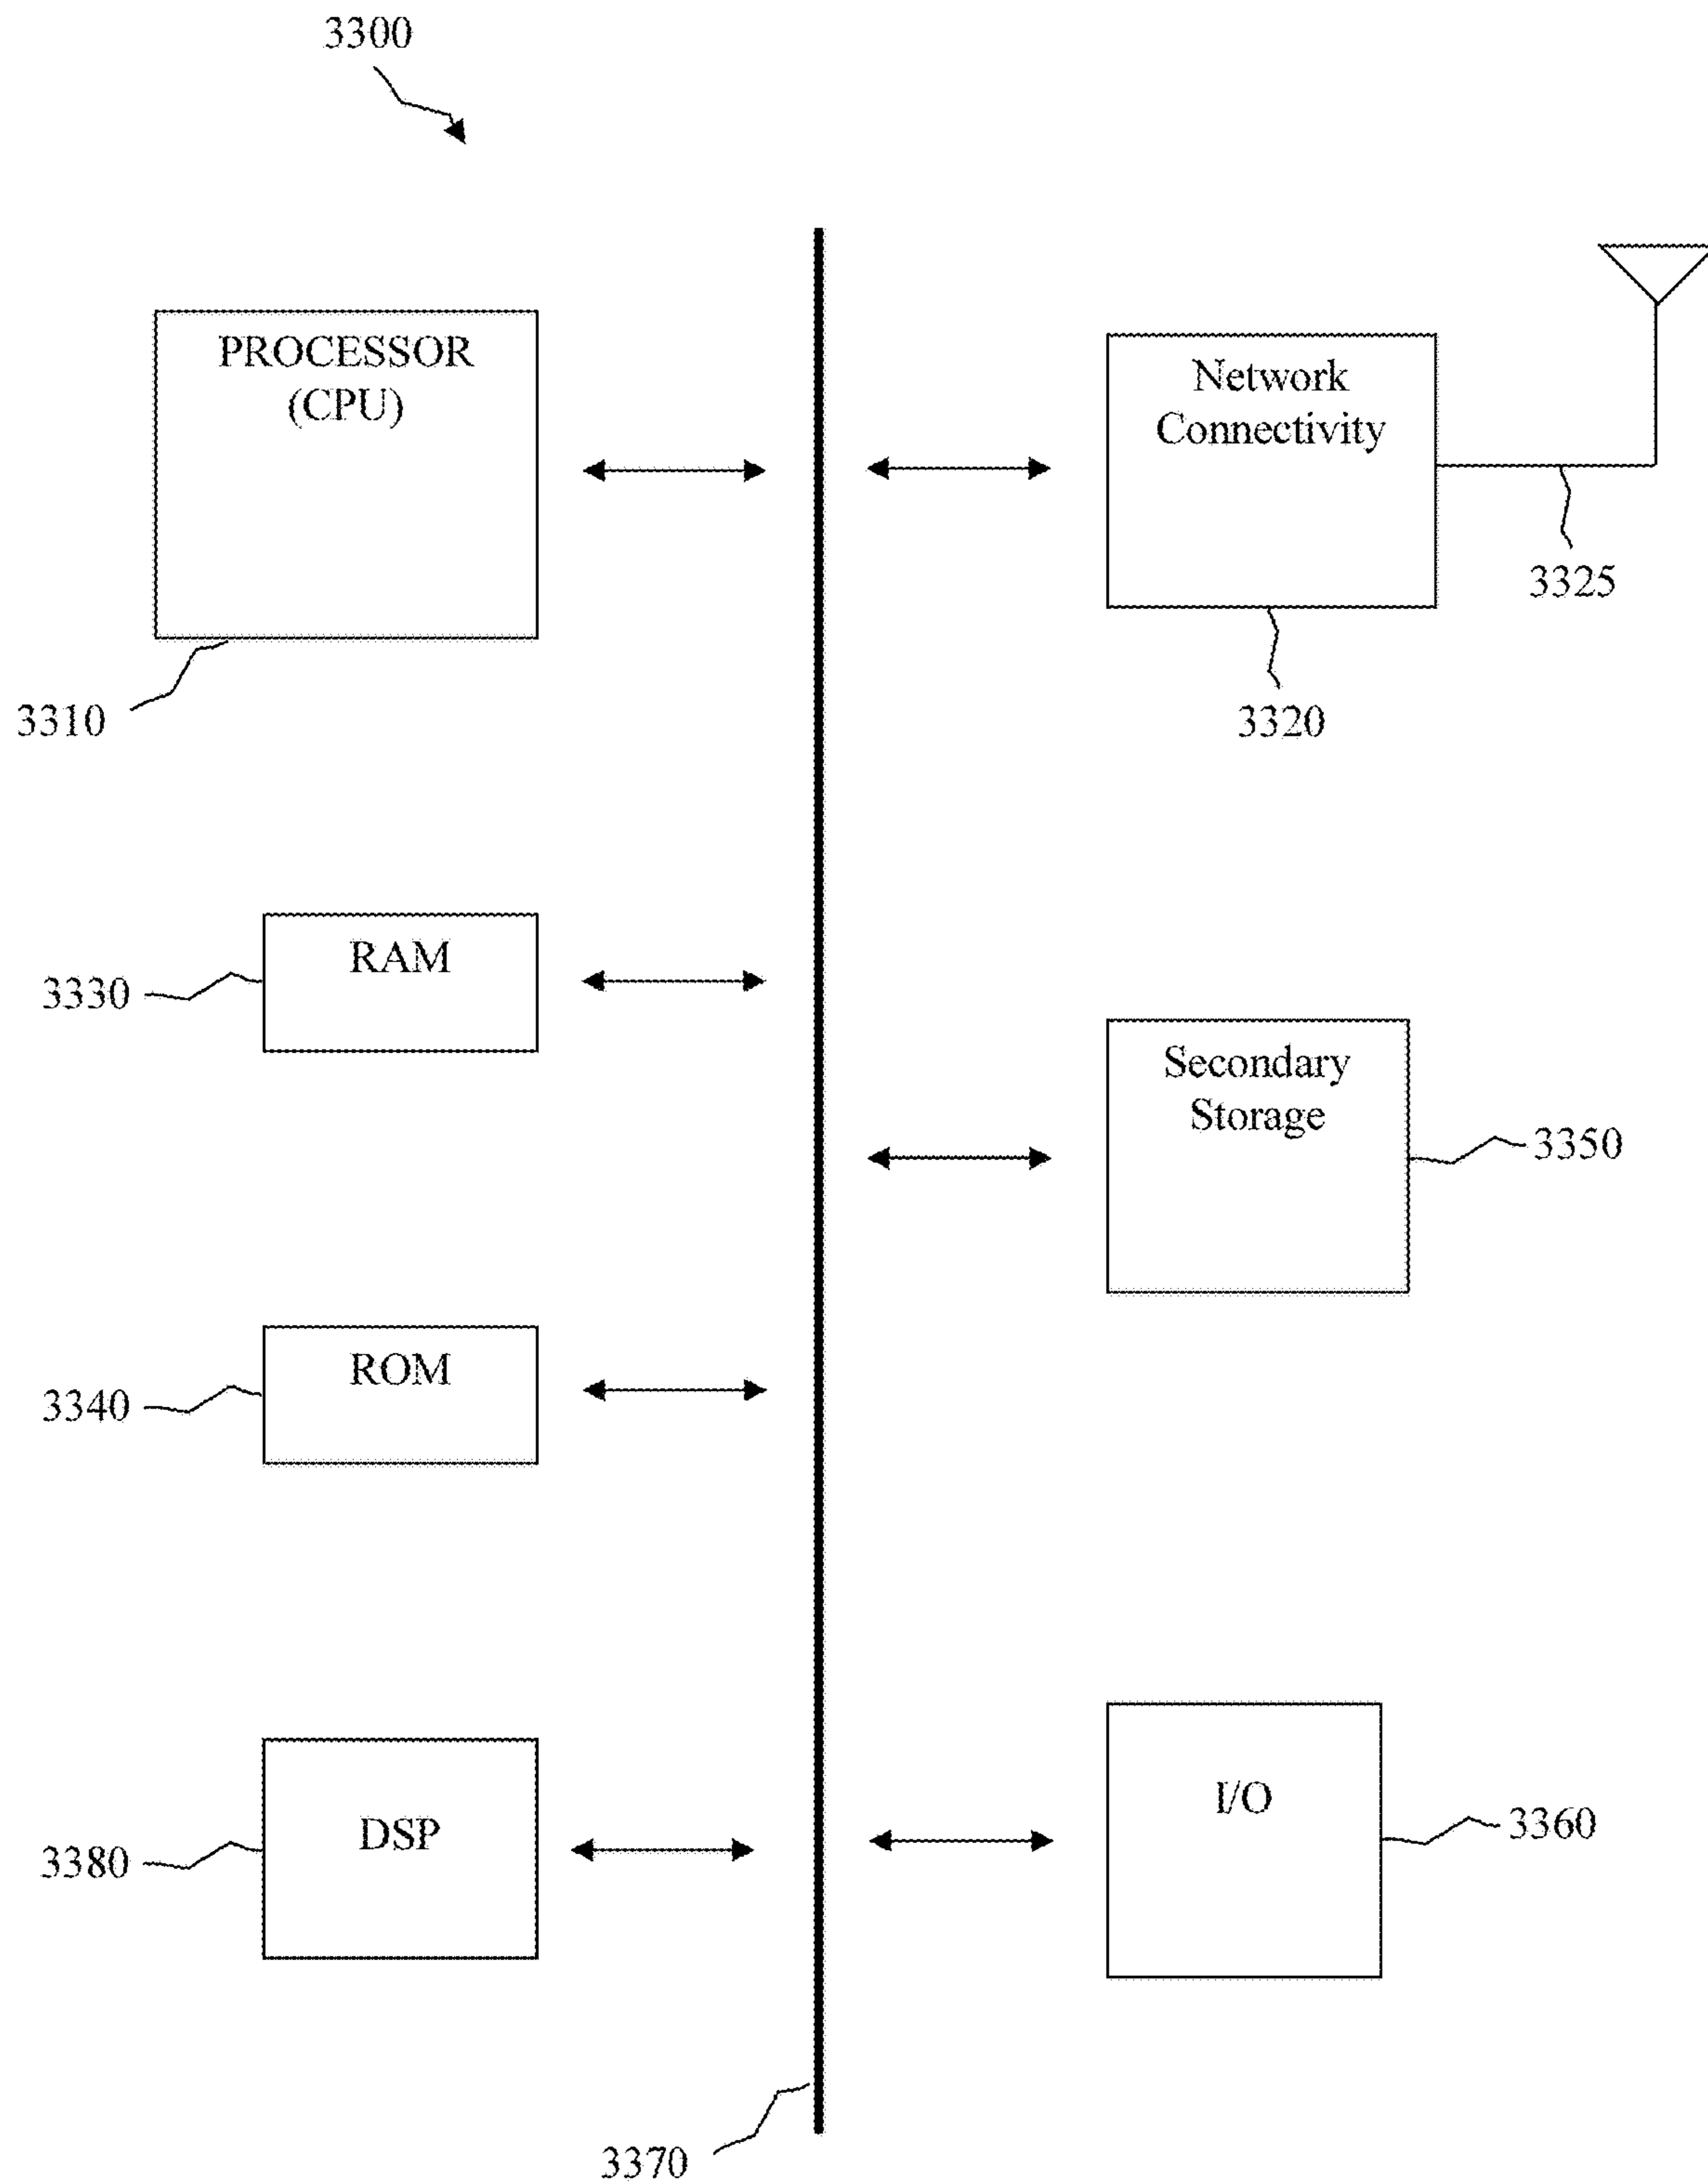 3300
PROCESSOR
(CPU)
3310
Network
Connectivity
3325
3320
RAM
3330
Secondary
Storage
3350
ROM
3340
DSP
3380
I/O
3360
3370